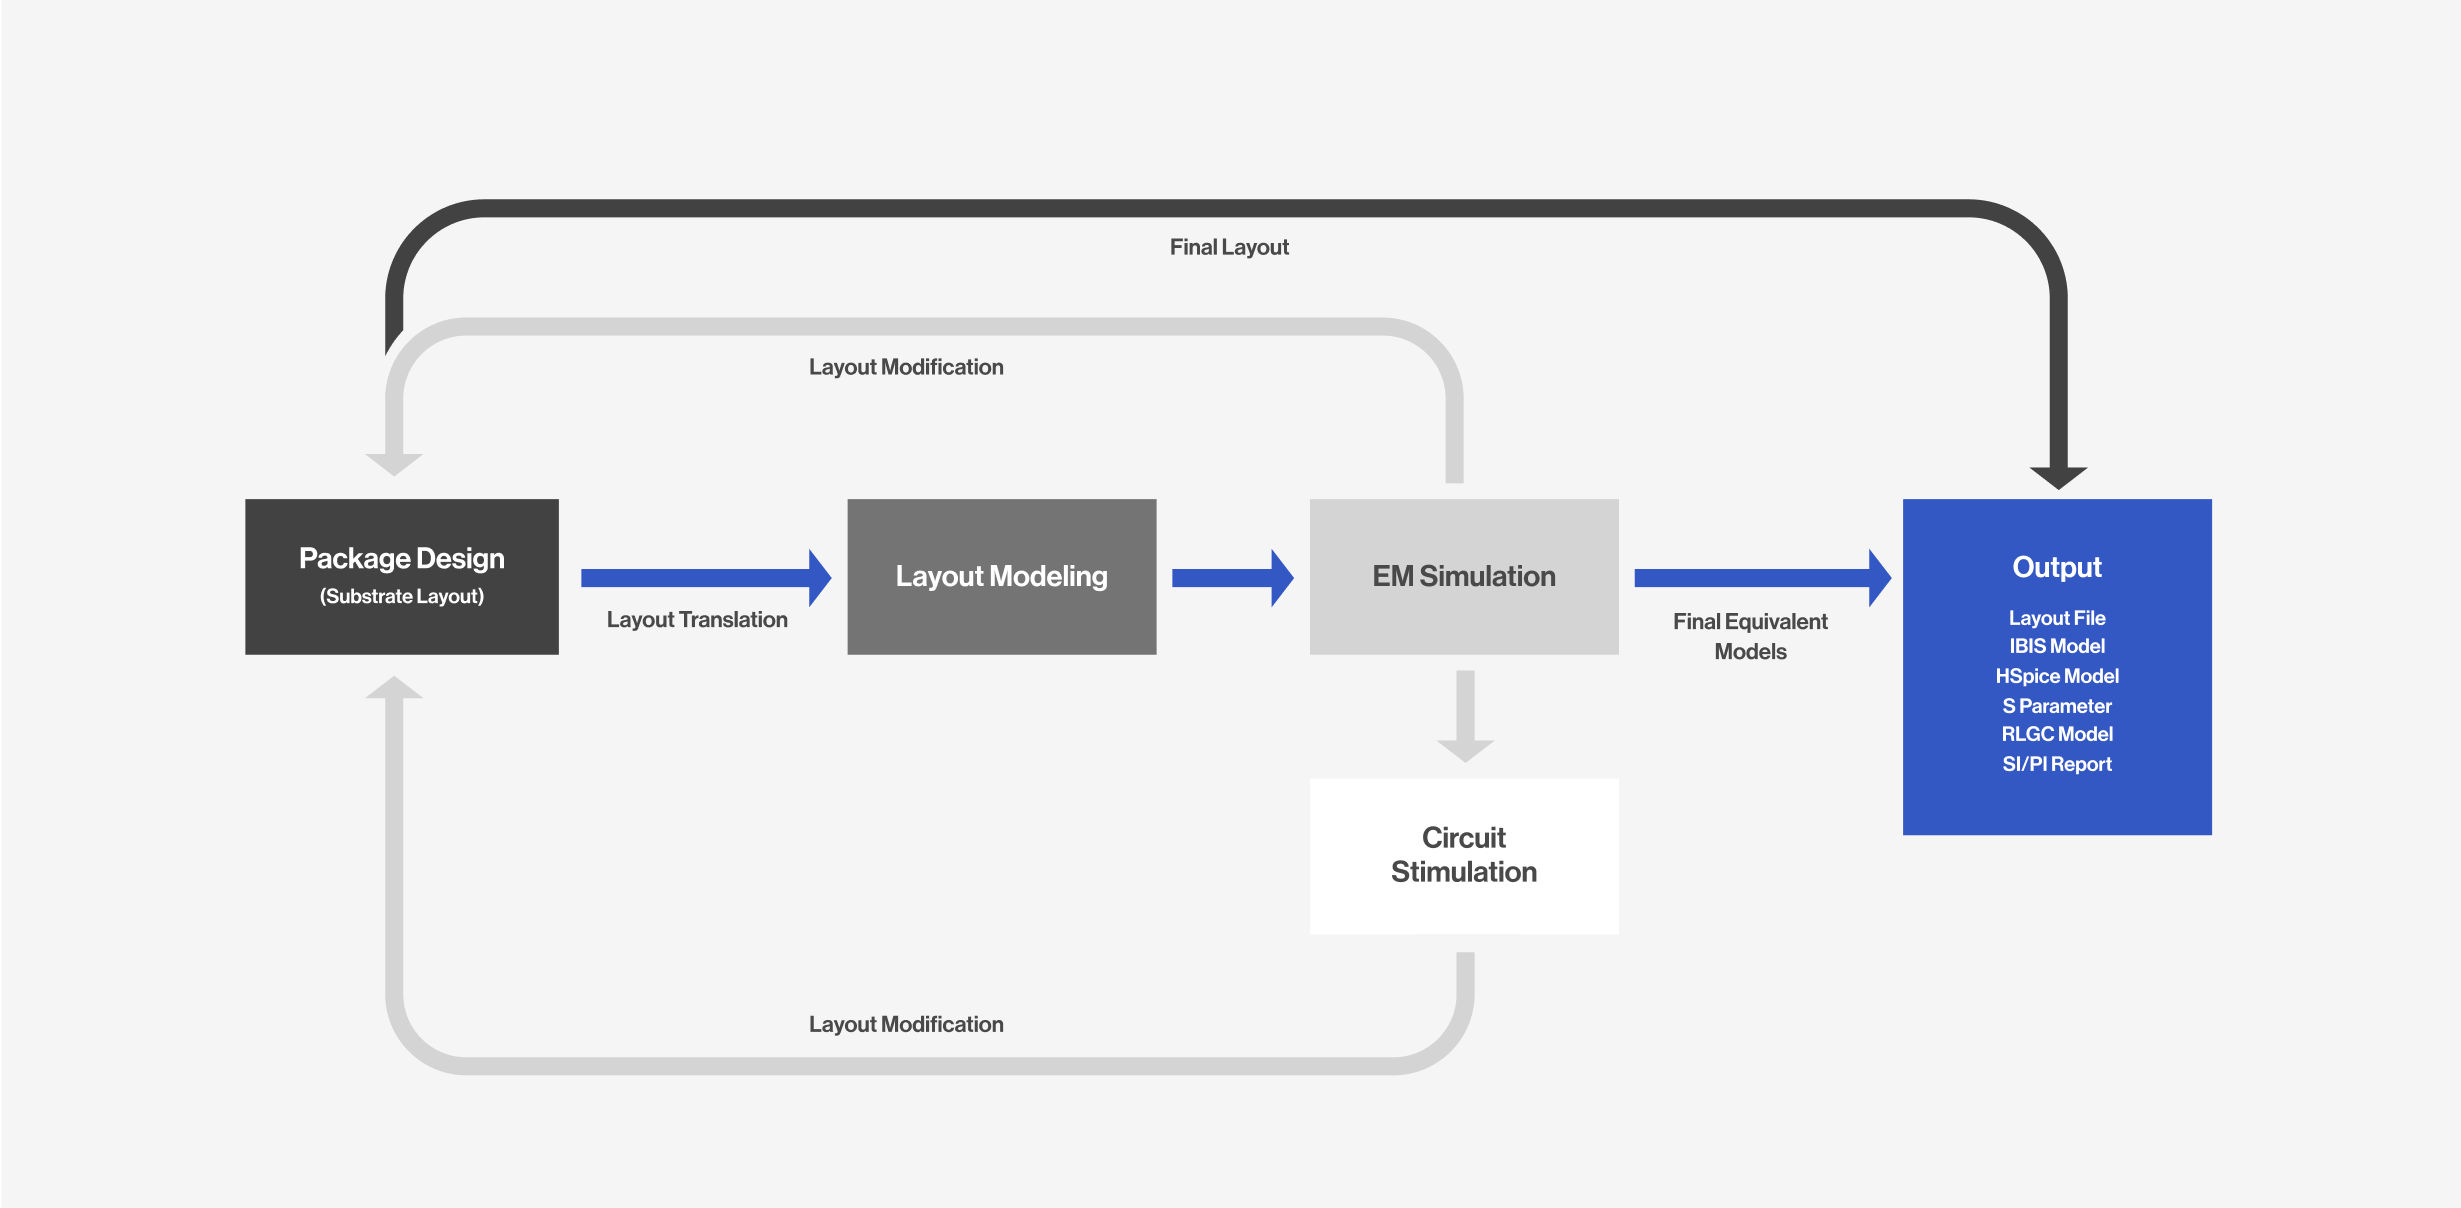 Final Layout
Layout Modification
Package Design
(Substrate Layout)
Layout Translation
Layout Modeling
EM Simulation
Final Equivalent
Models
Output
Layout File
IBIS Model
HSpice Model
S Parameter
RLGC Model
SI/PI Report
Circuit
Stimulation
Layout Modification